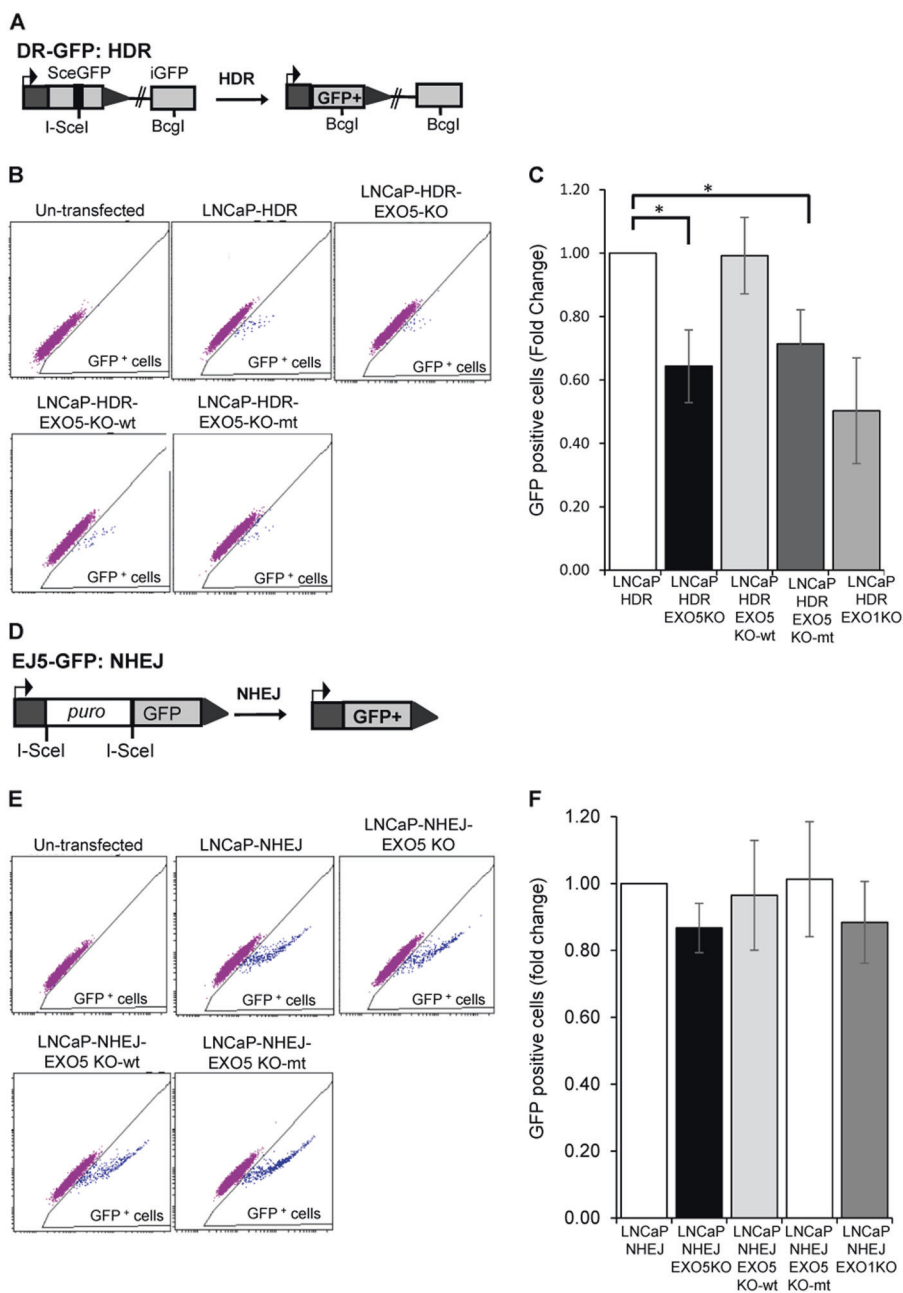 A
DR-GFP: HDR
SceGFP iGFP
HDR
GFP+
I-SceI BcgI BcgI BcgI
B
Un-transfected
LNCaP-HDR
LNCaP-HDR-
EXO5-KO
GFP + cells
GFP + cells
GFP + cells
LNCaP-HDR-
EXO5-KO-wt
LNCaP-HDR-
EXO5-KO-mt
GFP + cells
GFP + cells
C
GFP positive cells (Fold Change)
1.20
1.00
0.80
0.60
0.40
0.20
0.00
*
*
LNCaP
HDR
LNCaP
HDR
EXO5KO
LNCaP
HDR
EXO5
KO-wt
LNCaP
HDR
EXO5
KO-mt
LNCaP
HDR
EXO1KO
D
EJ5-GFP: NHEJ
puro GFP
NHEJ
GFP+
I-SceI I-SceI
E
Un-transfected
LNCaP-NHEJ
LNCaP-NHEJ-
EXO5 KO
GFP + cells
GFP + cells
GFP + cells
LNCaP-NHEJ-
EXO5 KO-wt
LNCaP-NHEJ-
EXO5 KO-mt
GFP + cells
GFP + cells
F
GFP positive cells (fold change)
1.20
1.00
0.80
0.60
0.40
0.20
0.00
LNCaP
NHEJ
LNCaP
NHEJ
EXO5KO
LNCaP
NHEJ
EXO5
KO-wt
LNCaP
NHEJ
EXO5
KO-mt
LNCaP
NHEJ
EXO1KO